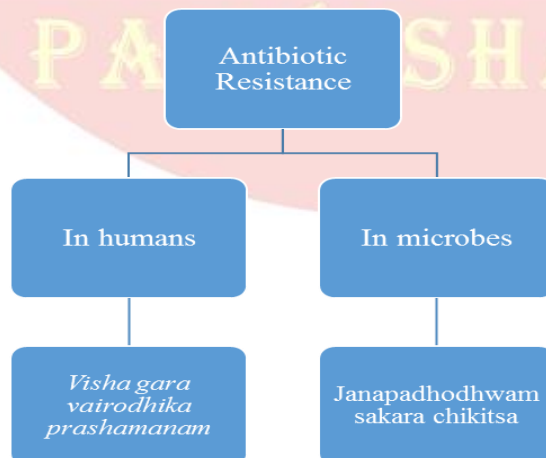 Antibiotic
Resistance
In humans
In microbes
Visha gara
vairodhika
prashamanam
Janapadhodhwam
sakara chikitsa